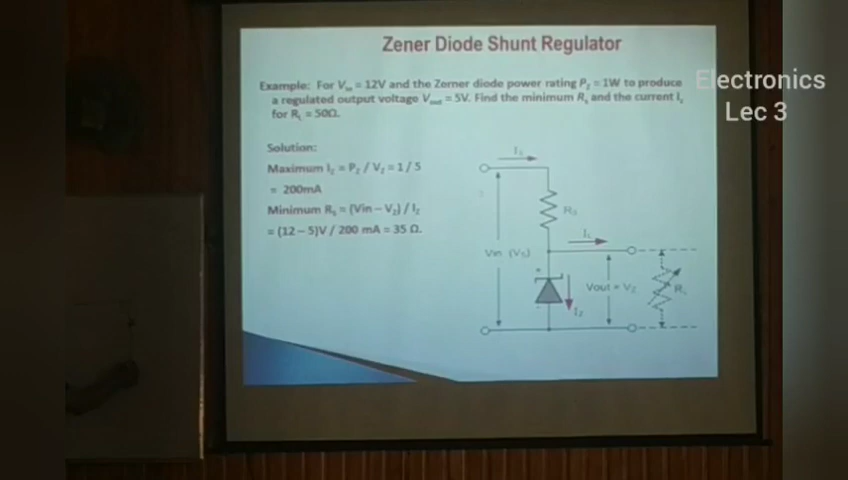 Zener Diode Shunt Regulator
Electronics
Lec 3
Example: For Vin = 12V and the Zerner diode power rating PZ = 1W to produce
a regulated output voltage Vout = 5V. Find the minimum RS and the current IZ
for RL = 50Ω.
Solution:
Maximum IZ = PZ / VZ = 1 / 5
= 200mA
Minimum RS = (Vin – VZ) / IZ
= (12 – 5)V / 200 mA = 35 Ω.
IS
RS
IL
Vin (VS)
Vout = VZ
RL
IZ